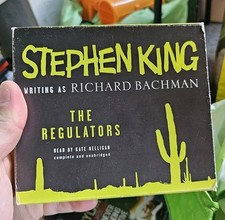 STEPHEN KING
WRITING AS RICHARD BACHMAN
THE
REGULATORS
READ BY KATE NELLIGAN
complete and unabridged